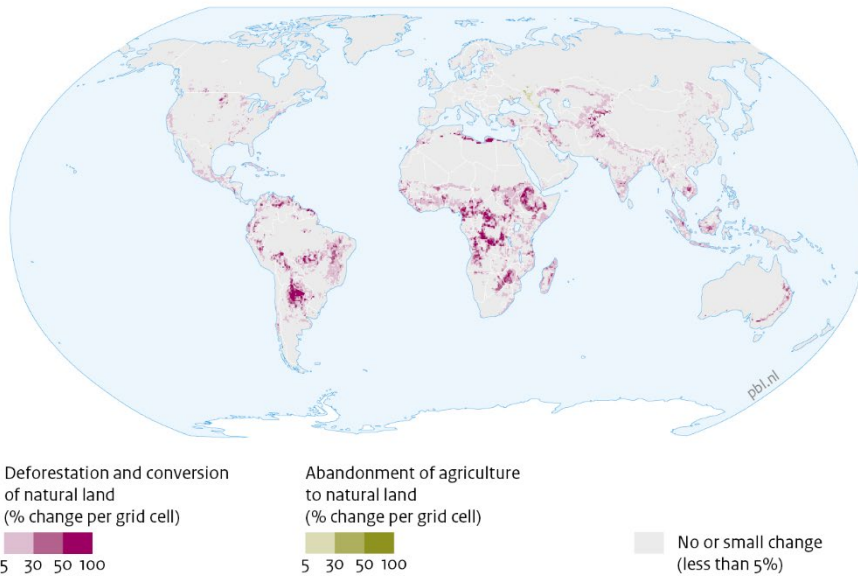 pbl.nl
Deforestation and conversion
of natural land
(% change per grid cell)
5 30 50 100
Abandonment of agriculture
to natural land
(% change per grid cell)
5 30 50 100
No or small change
(less than 5%)